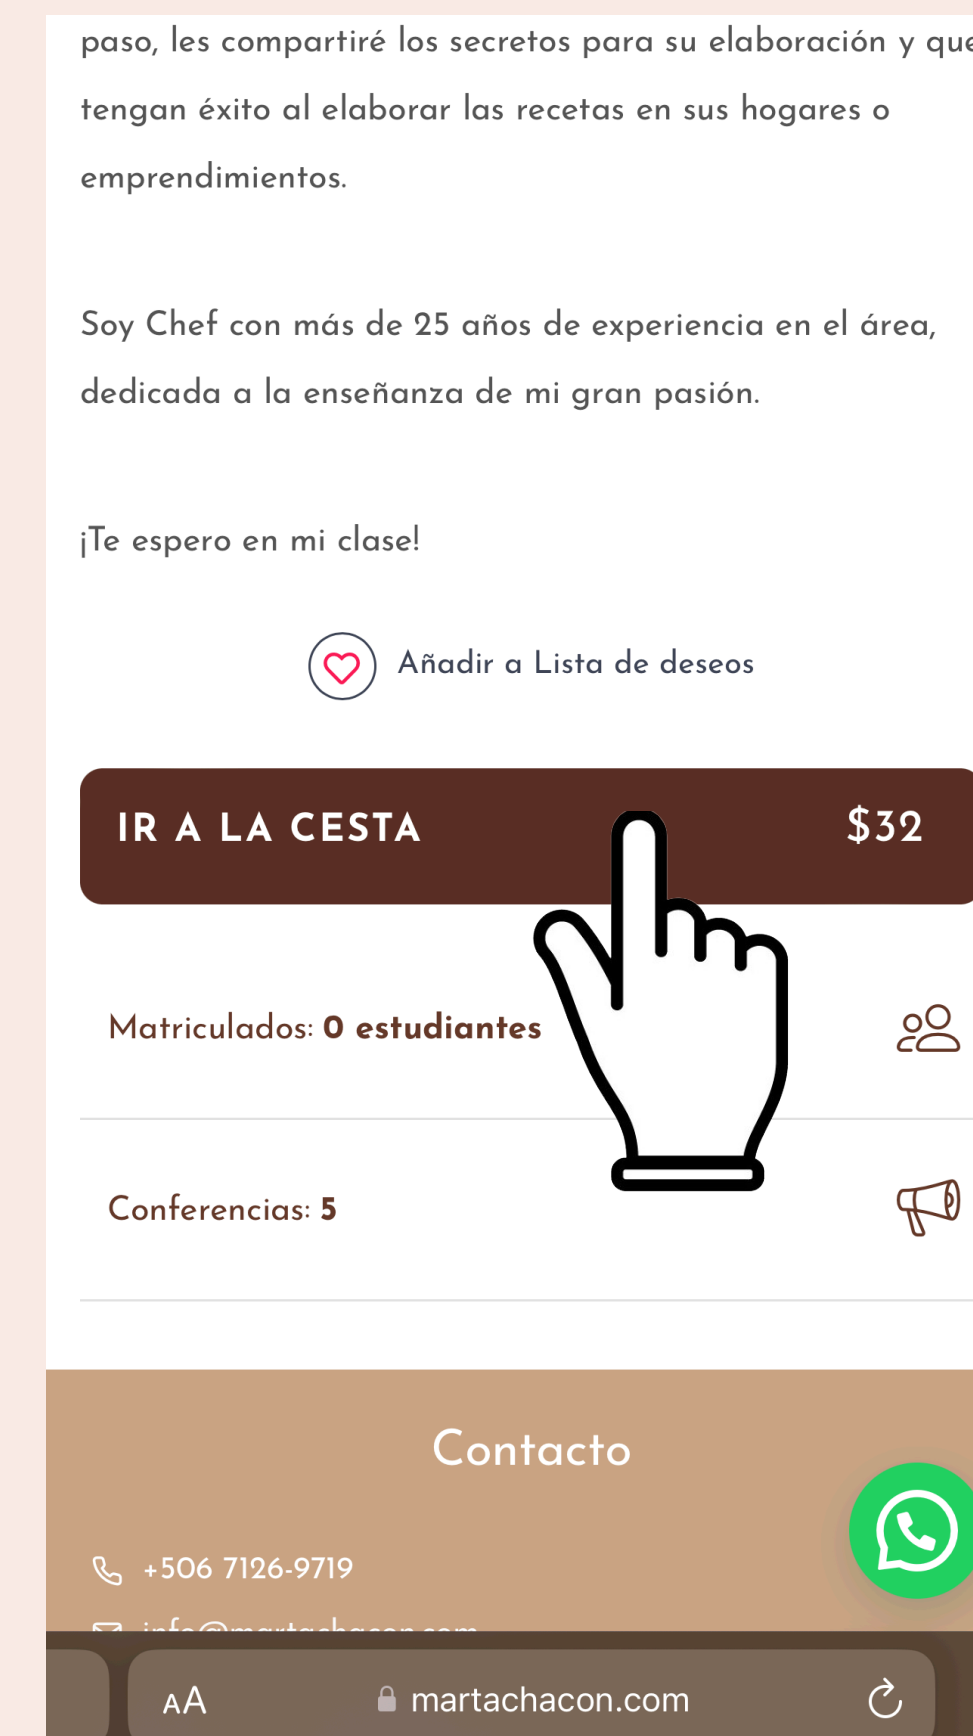 paso, les compartiré los secretos para su elaboración y que
tengan éxito al elaborar las recetas en sus hogares o
emprendimientos.
Soy Chef con más de 25 años de experiencia en el área,
dedicada a la enseñanza de mi gran pasión.
¡Te espero en mi clase!
Añadir a Lista de deseos
IR A LA CESTA $32
Matriculados: 0 estudiantes
Conferencias: 5
Contacto
+506 7126-9719
info@martachacon.com
AA martachacon.com